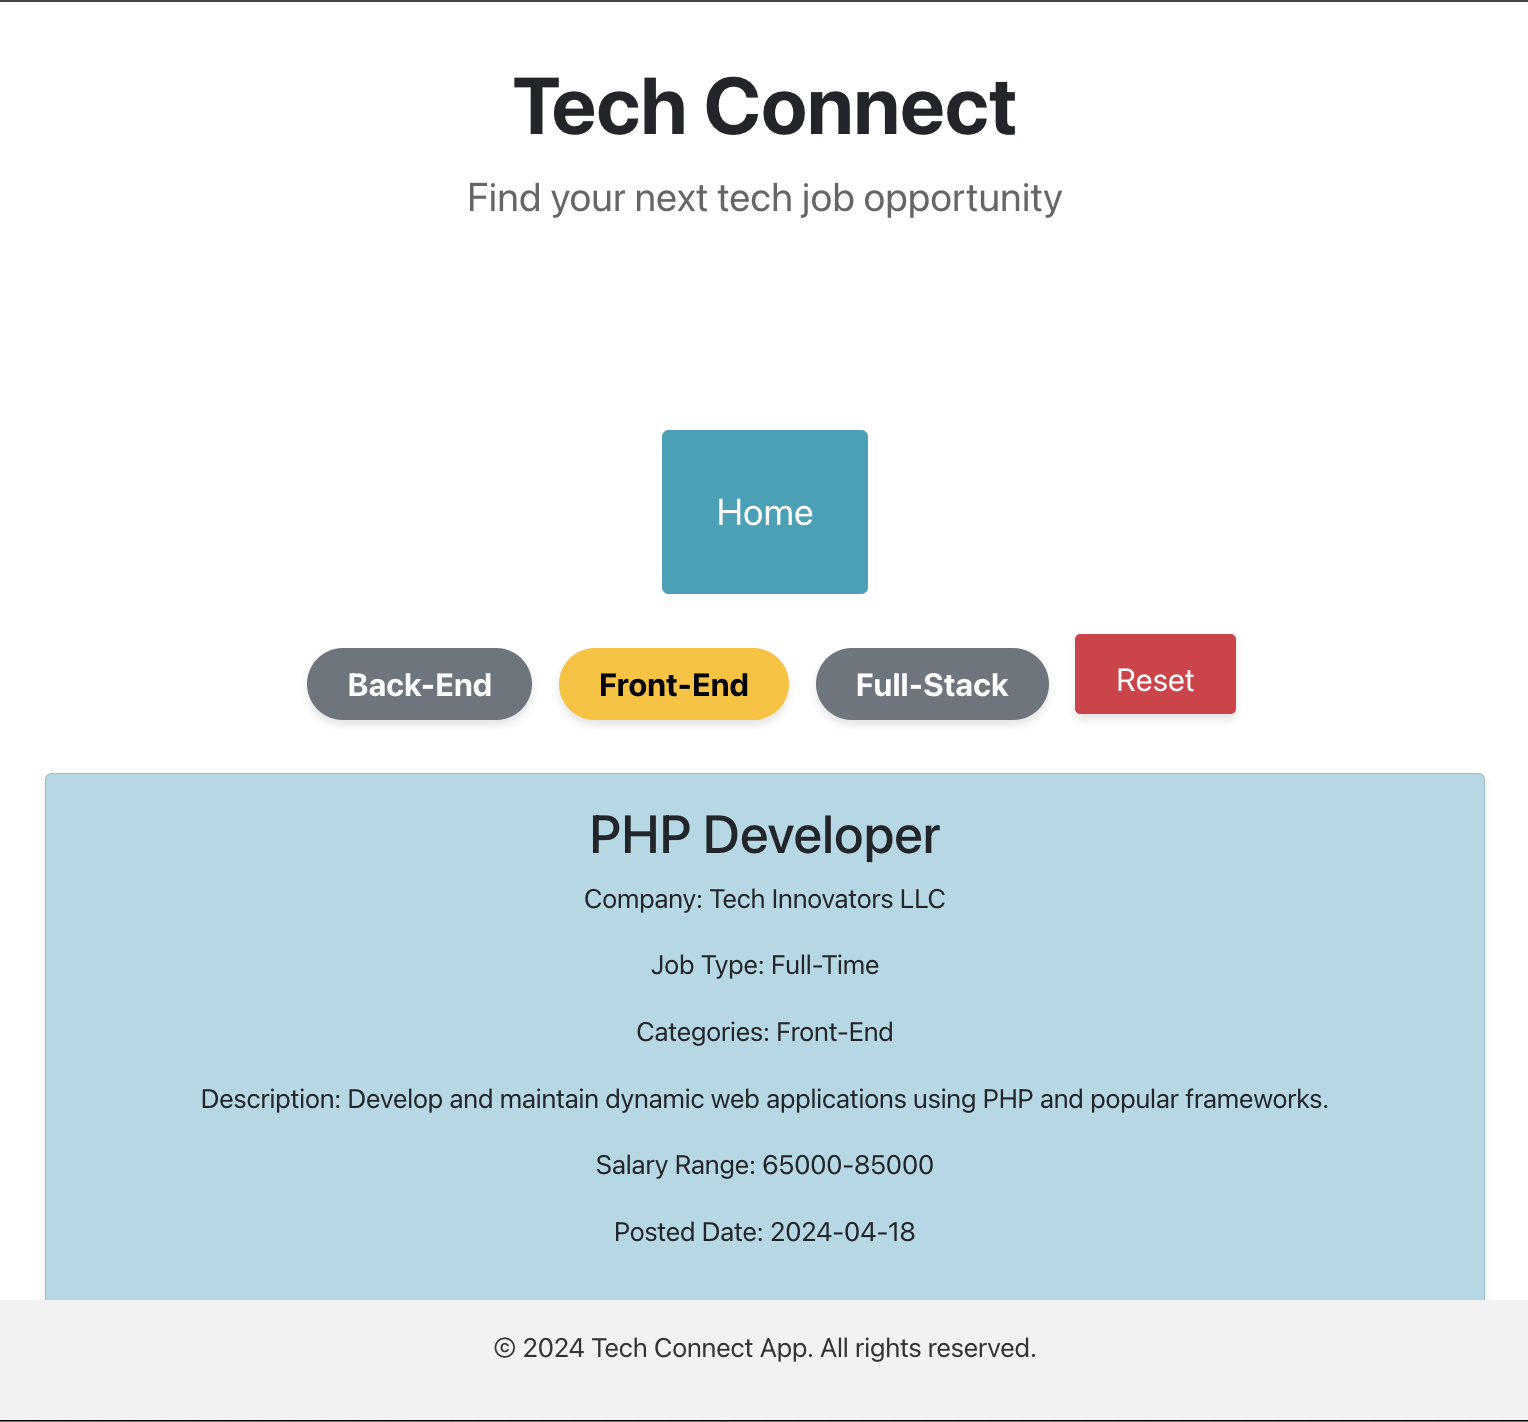 Tech Connect
Find your next tech job opportunity
Home
Back-End Front-End Full-Stack Reset
PHP Developer
Company: Tech Innovators LLC
Job Type: Full-Time
Categories: Front-End
Description: Develop and maintain dynamic web applications using PHP and popular frameworks.
Salary Range: 65000-85000
Posted Date: 2024-04-18
© 2024 Tech Connect App. All rights reserved.